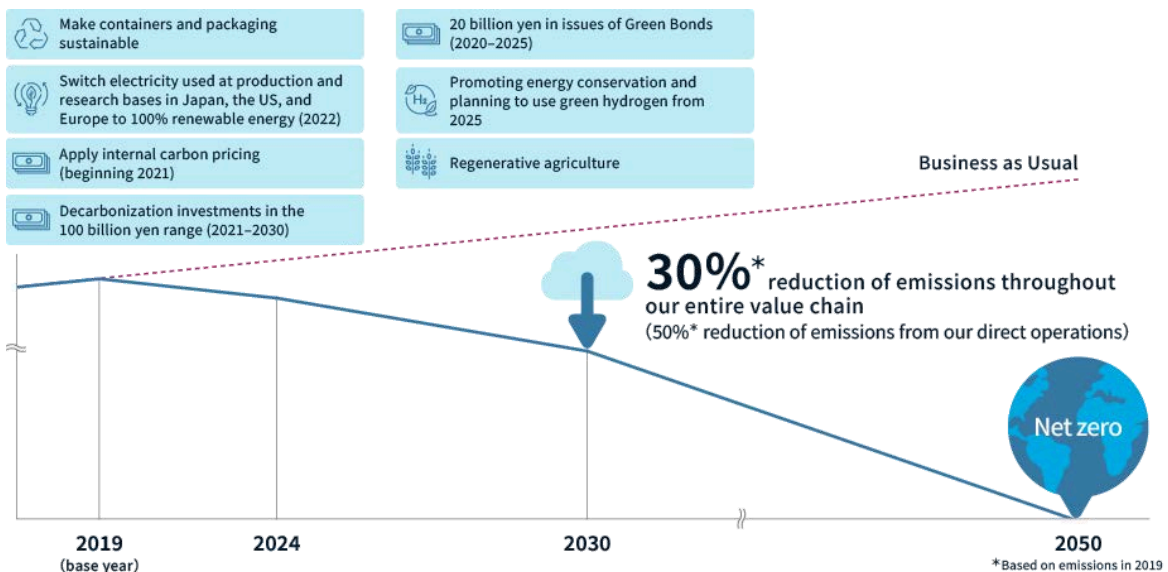 Make containers and packaging
sustainable
Switch electricity used at production and
research bases in Japan, the US, and
Europe to 100% renewable energy (2022)
Apply internal carbon pricing
(beginning 2021)
Decarbonization investments in the
100 billion yen range (2021–2030)
20 billion yen in issues of Green Bonds
(2020–2025)
H₂
Promoting energy conservation and
planning to use green hydrogen from
2025
Regenerative agriculture
Business as Usual
30%* reduction of emissions throughout
our entire value chain
(50%* reduction of emissions from our direct operations)
Net zero
2019
(base year)
2024
2030
2050
*Based on emissions in 2019